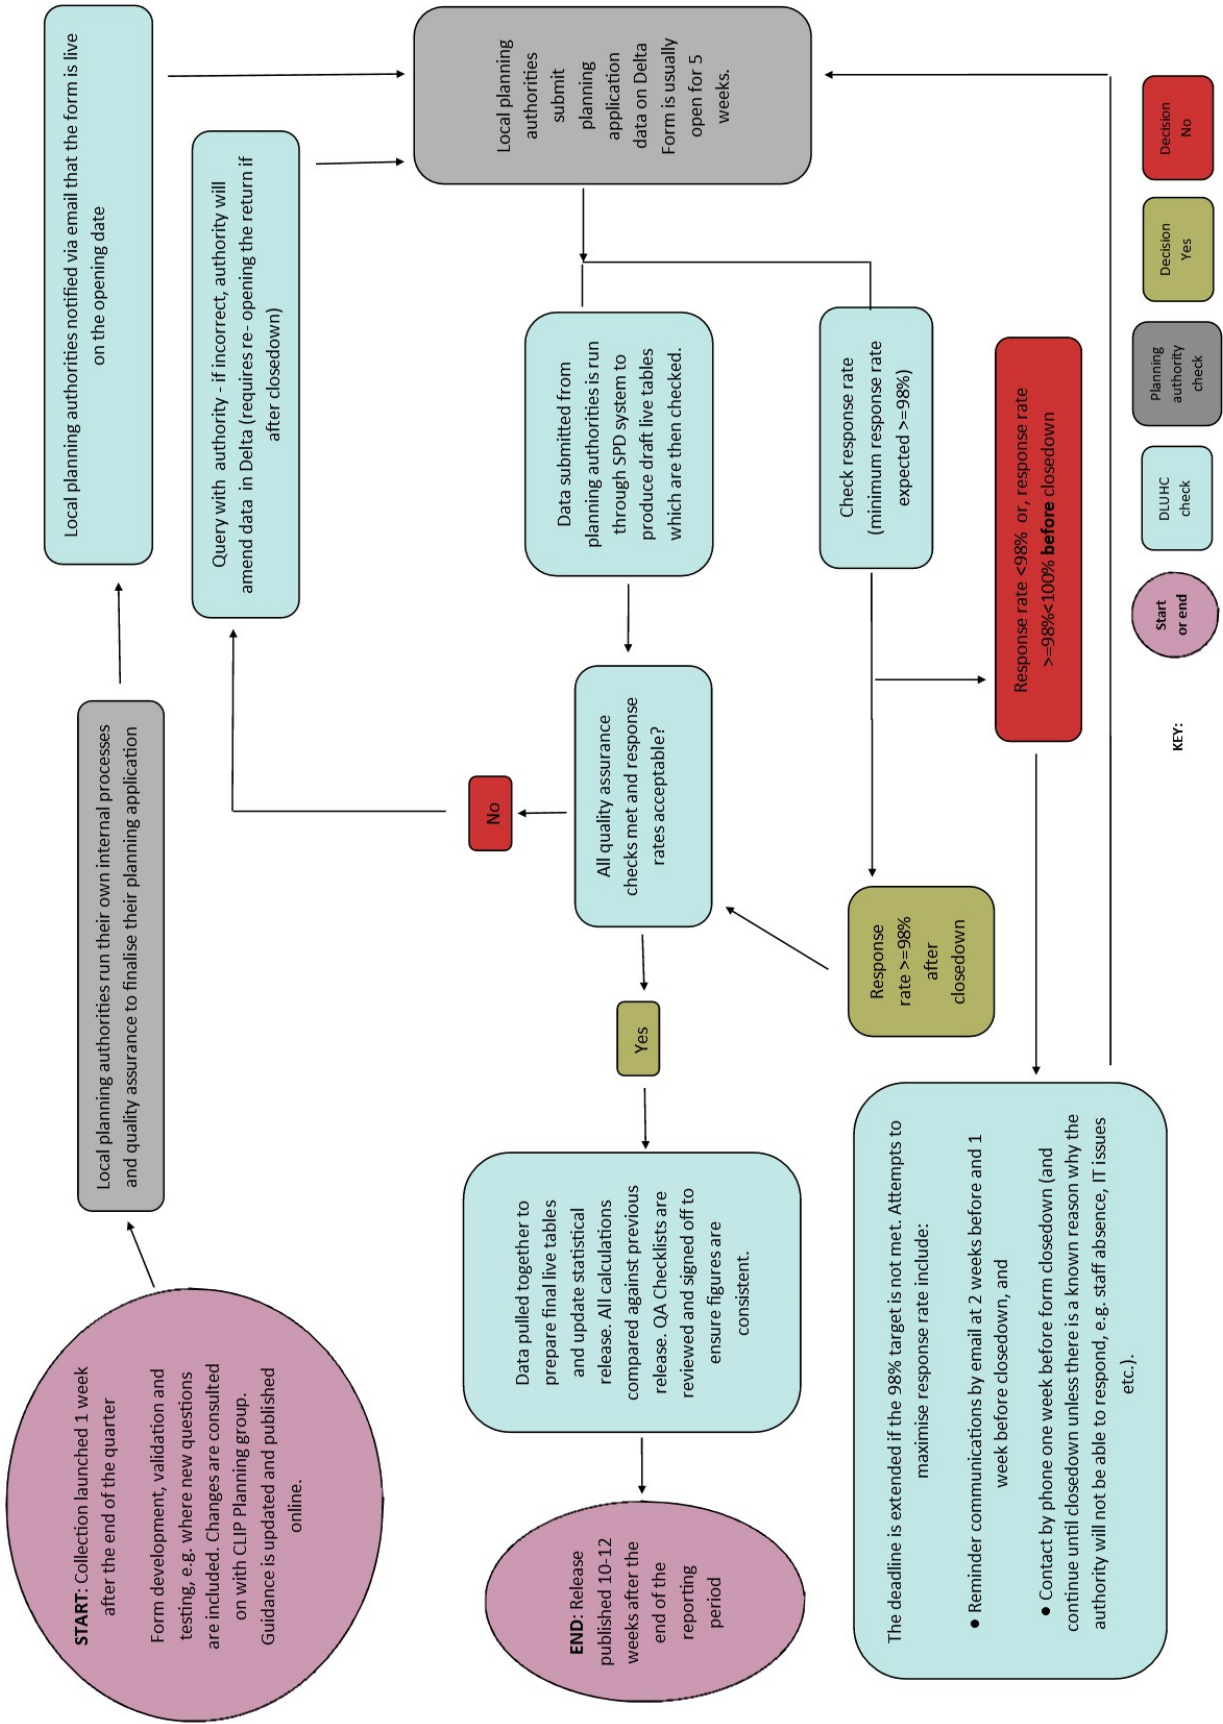 START: Collection launched 1 week
after the end of the quarter
Form development, validation and
testing, e.g. where new questions
are included. Changes are consulted
on with CLIP Planning group.
Guidance is updated and published
online.
Local planning authorities run their own internal processes
and quality assurance to finalise their planning application
Local planning authorities notified via email that the form is live
on the opening date
Query with authority - if incorrect, authority will
amend data in Delta (requires re- opening the return if
after closedown)
Local planning
authorities
submit
planning
application
data on Delta
Form is usually
open for 5
weeks.
Data submitted from
planning authorities is run
through SPD system to
produce draft live tables
which are then checked.
All quality assurance
checks met and response
rates acceptable?
No
Yes
Data pulled together to
prepare final live tables
and update statistical
release. All calculations
compared against previous
release. QA Checklists are
reviewed and signed off to
ensure figures are
consistent.
END: Release
published 10-12
weeks after the
end of the
reporting
period
Check response rate
(minimum response rate
expected >=98%)
Response
rate >=98%
after
closedown
Response rate <98% or, response rate
>=98%<100% before closedown
The deadline is extended if the 98% target is not met. Attempts to
maximise response rate include:
● Reminder communications by email at 2 weeks before and 1
week before closedown, and
● Contact by phone one week before form closedown (and
continue until closedown unless there is a known reason why the
authority will not be able to respond, e.g. staff absence, IT issues
etc.).
KEY:
Start
or end
DLUHC
check
Planning
authority
check
Decision
Yes
Decision
No